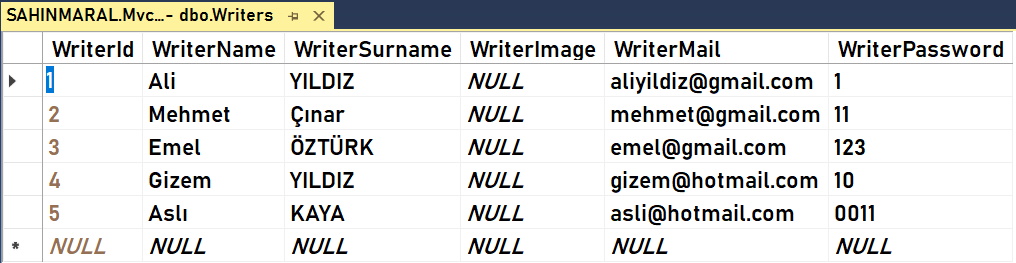 SAHINMARAL.Mvc...- dbo.Writers
WriterId WriterName WriterSurname WriterImage WriterMail WriterPassword
1 Ali YILDIZ NULL aliyildiz@gmail.com 1
2 Mehmet Çınar NULL mehmet@gmail.com 11
3 Emel ÖZTÜRK NULL emel@gmail.com 123
4 Gizem YILDIZ NULL gizem@hotmail.com 10
5 Aslı KAYA NULL asli@hotmail.com 0011
* NULL NULL NULL NULL NULL NULL